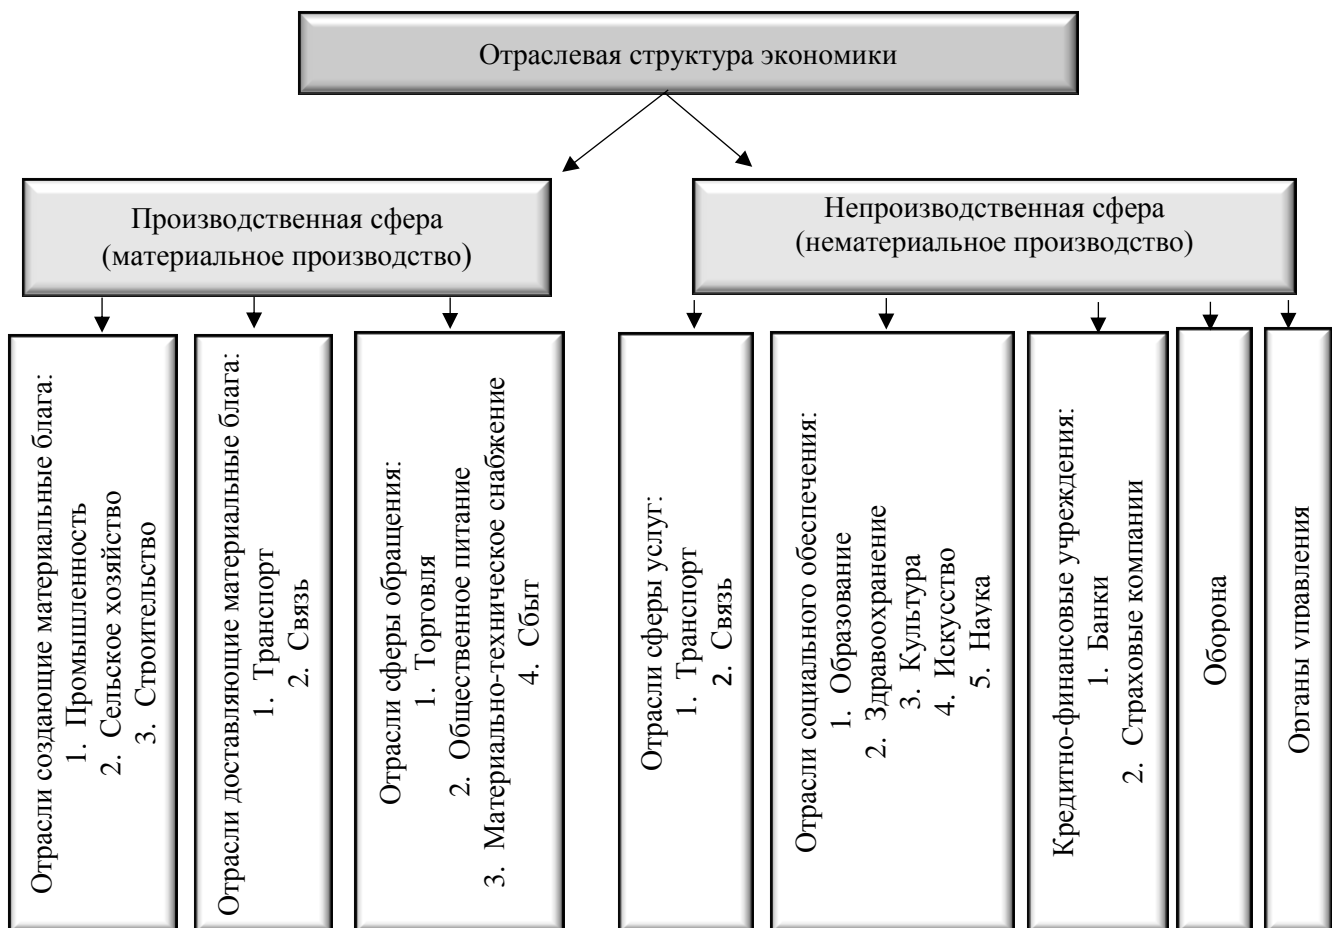 Отраслевая структура экономики
Производственная сфера
(материальное производство)
Непроизводственная сфера
(нематериальное производство)
Отрасли создающие материальные блага:
1. Промышленность
2. Сельское хозяйство
3. Строительство
Отрасли доставляющие материальные блага:
1. Транспорт
2. Связь
Отрасли сферы обращения:
1. Торговля
2. Общественное питание
3. Материально-техническое снабжение
4. Сбыт
Отрасли сферы услуг:
1. Транспорт
2. Связь
Отрасли социального обеспечения:
1. Образование
2. Здравоохранение
3. Культура
4. Искусство
5. Наука
Кредитно-финансовые учреждения:
1. Банки
2. Страховые компании
Оборона
Органы управления